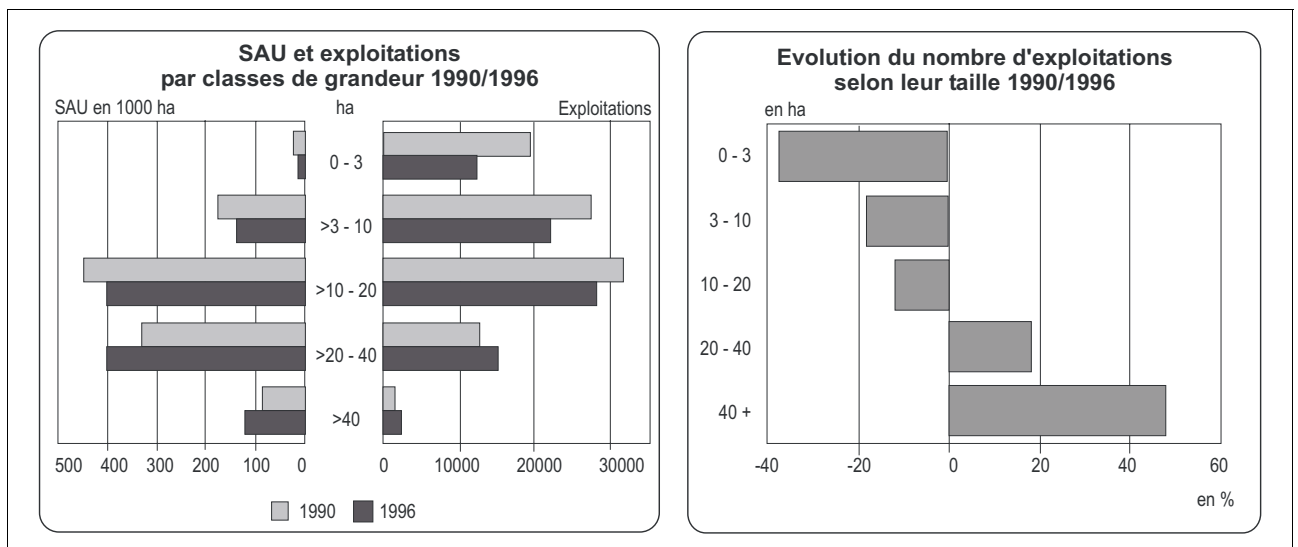 SAU et exploitations
par classes de grandeur 1990/1996
SAU en 1000 ha
ha
Exploitations
0 - 3
>3 - 10
>10 - 20
>20 - 40
>40
500 400 300 200 100 0
0 10000 20000 30000
1990 1996
Evolution du nombre d'exploitations
selon leur taille 1990/1996
en ha
0 - 3
3 - 10
10 - 20
20 - 40
40 +
-40 -20 0 20 40 60
en %